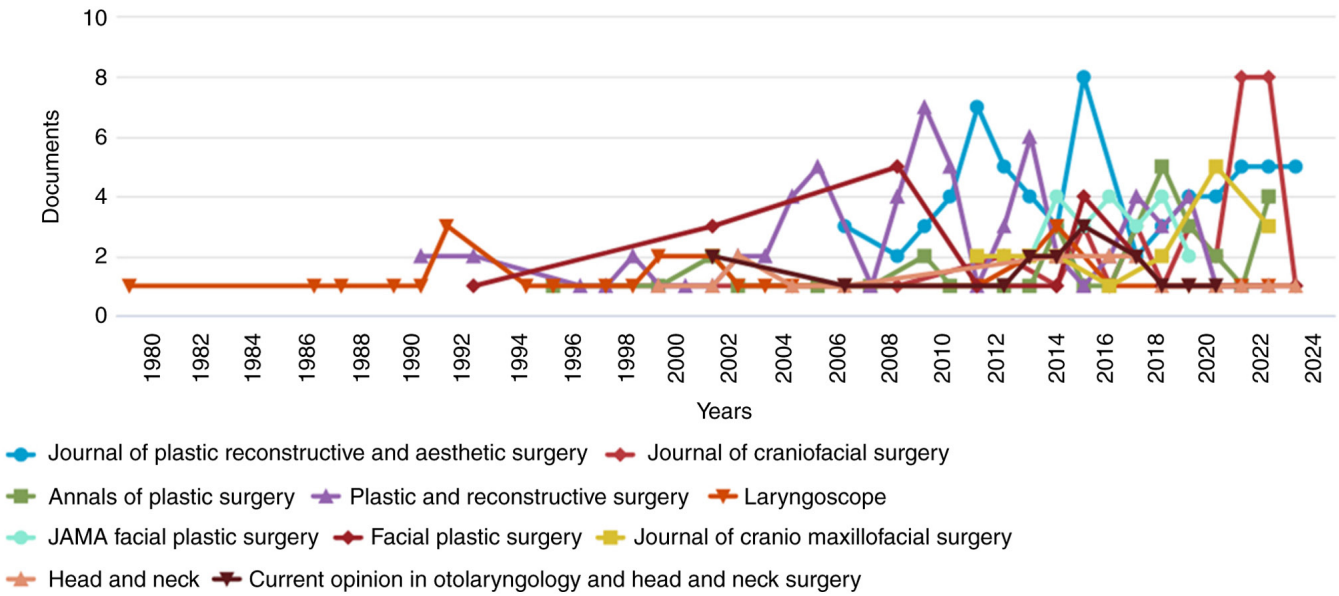 10
8
6
4
2
0
Documents
1980 1982 1984 1986 1988 1990 1992 1994 1996 1998 2000 2002 2004 2006 2008 2010 2012 2014 2016 2018 2020 2022 2024
Years
Journal of plastic reconstructive and aesthetic surgery Journal of craniofacial surgery
Annals of plastic surgery Plastic and reconstructive surgery Laryngoscope
JAMA facial plastic surgery Facial plastic surgery Journal of cranio maxillofacial surgery
Head and neck Current opinion in otolaryngology and head and neck surgery